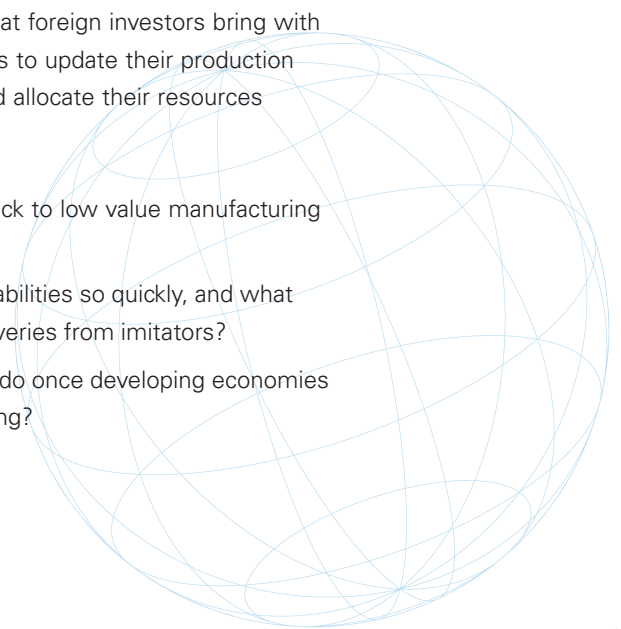 at foreign investors bring with
s to update their production
d allocate their resources
ck to low value manufacturing
abilities so quickly, and what
veries from imitators?
do once developing economies
ng?